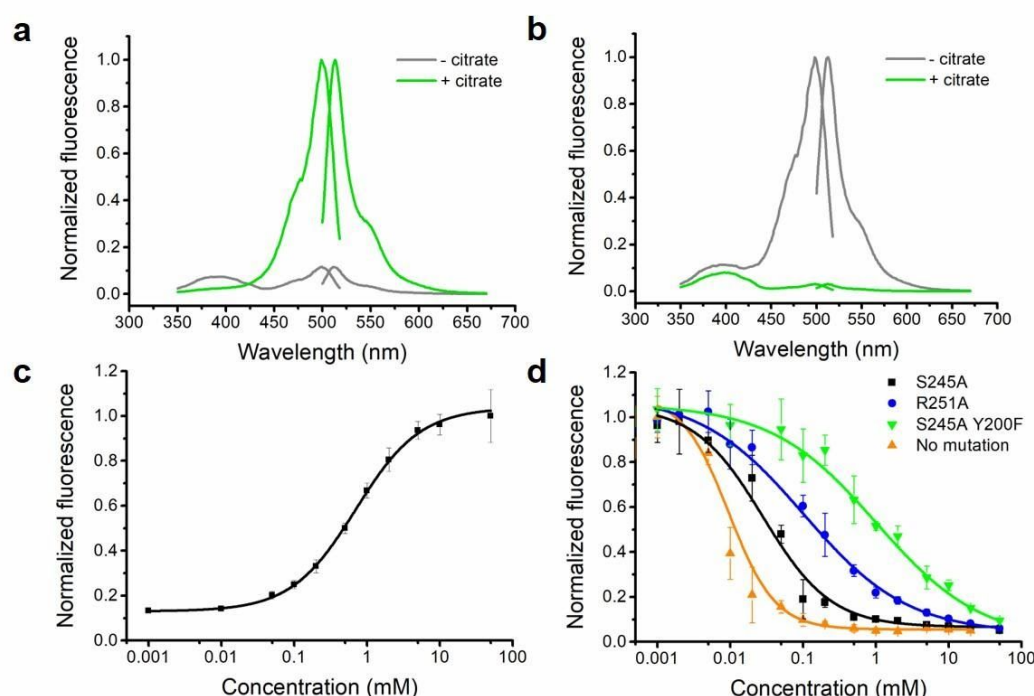 a
Normalized fluorescence
1.0
0.8
0.6
0.4
0.2
0.0
- citrate
+ citrate
300 350 400 450 500 550 600 650 700
Wavelength (nm)
b
Normalized fluorescence
1.0
0.8
0.6
0.4
0.2
0.0
- citrate
+ citrate
300 350 400 450 500 550 600 650 700
Wavelength (nm)
c
Normalized fluorescence
1.2
1.0
0.8
0.6
0.4
0.2
0.0
0.001 0.01 0.1 1 10 100
Concentration (mM)
d
Normalized fluorescence
1.2
1.0
0.8
0.6
0.4
0.2
0.0
S245A
R251A
S245A Y200F
No mutation
0.001 0.01 0.1 1 10 100
Concentration (mM)